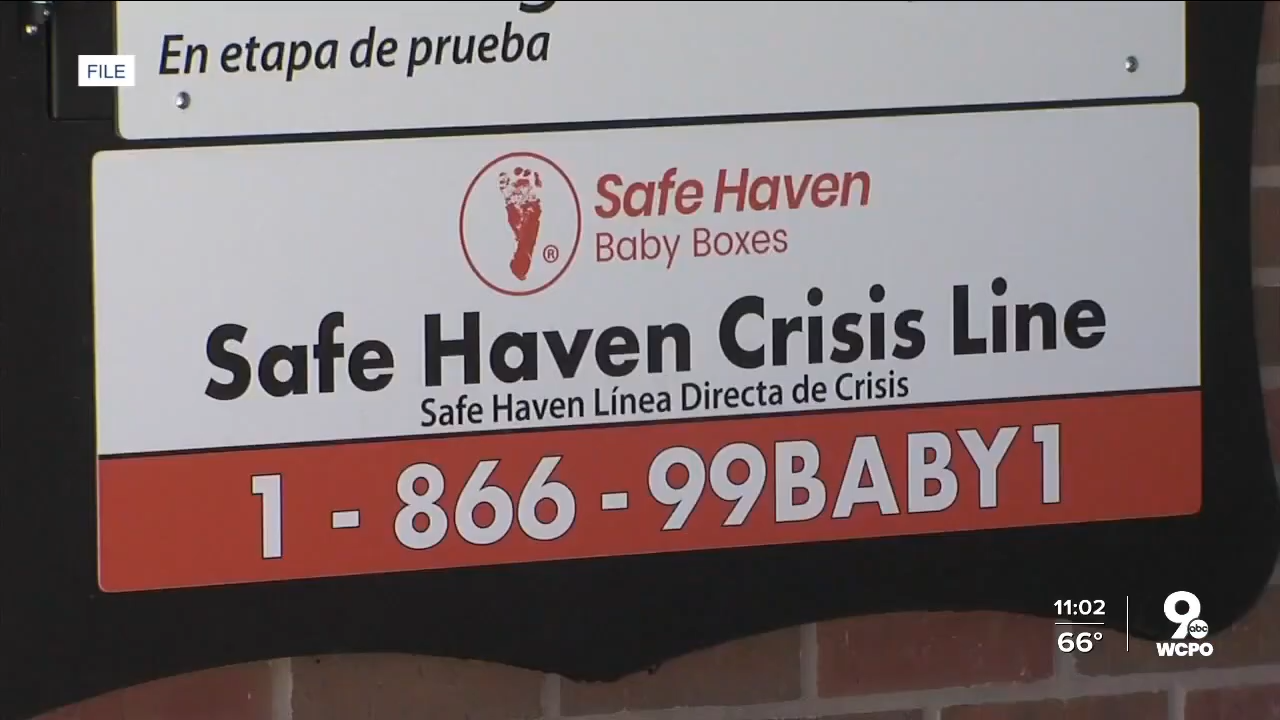 En etapa de prueba
FILE
Safe Haven
Baby Boxes
®
Safe Haven Crisis Line
Safe Haven Línea Directa de Crisis
1 - 866 - 99BABY1
11:02
66°
9
abc
WCPO